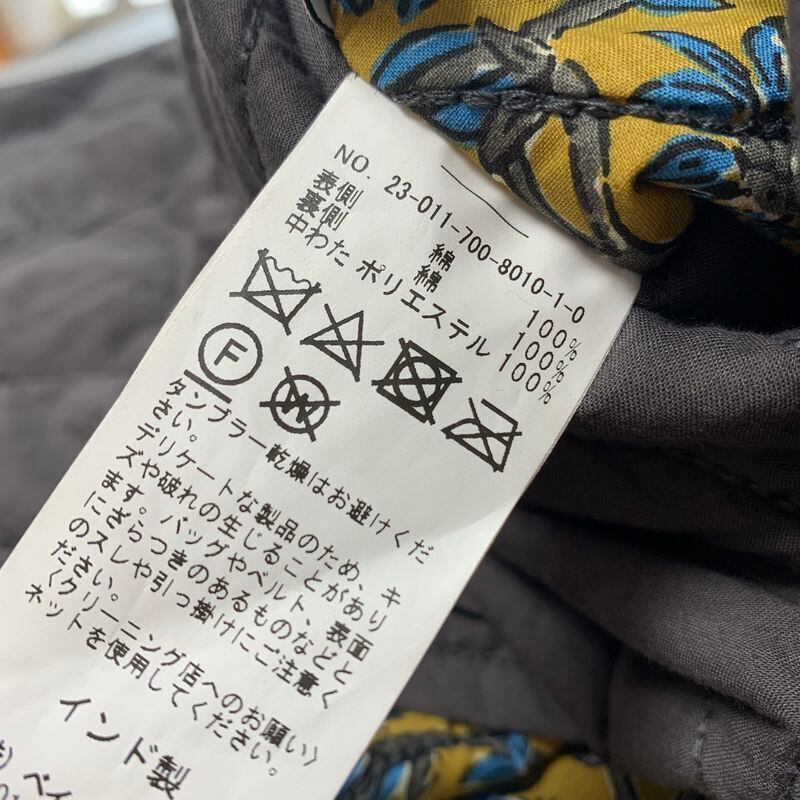 NO. 23-011-700-8010-1-0
表側 綿 100%
裏側 綿 100%
中わた ポリエステル 100%
F W
タンブラー乾燥はお避けくだ
さい。
デリケートな製品のため、キ
ズや破れの生じることがあり
ます。バッグやベルト、表面
にざらつきのあるものなどと
のスレや引っ掛けにご注意く
ださい。
〈クリーニング店へのお願い〉
ネットを使用してください。
インド製